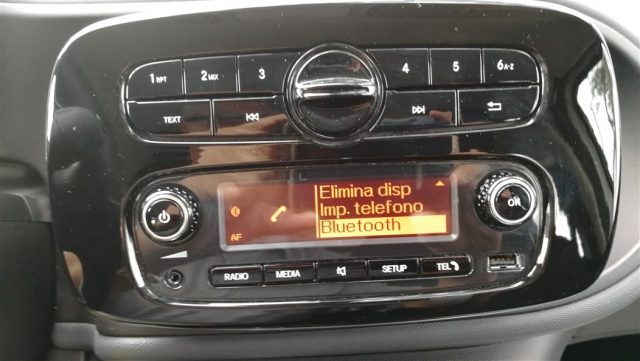 1 RPT 2 MIX 3 4 5 6 A-Z
TEXT
Elimina disp
Imp. telefono
Bluetooth
OK
AF
RADIO MEDIA SETUP TEL